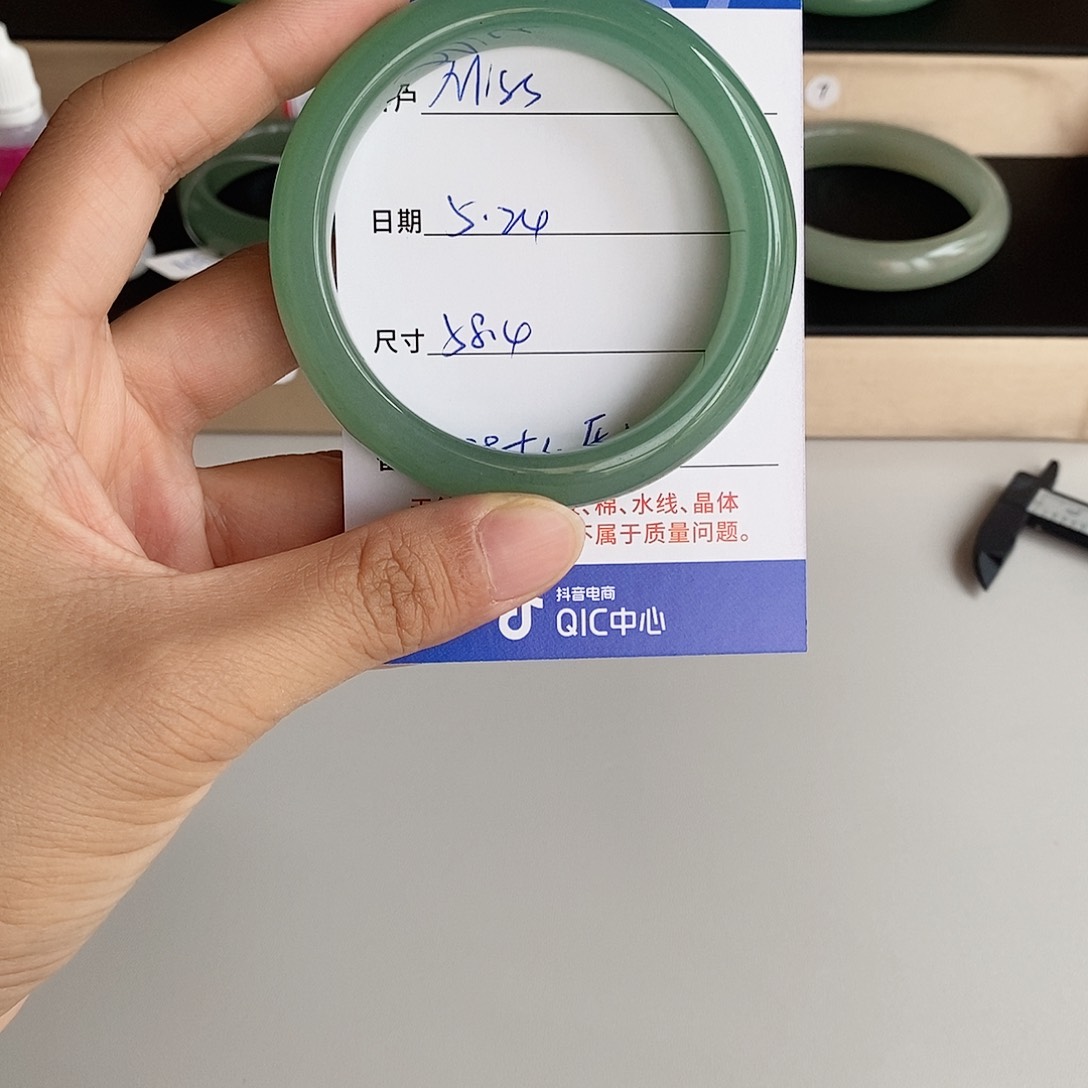 户 Miss
日期 5.24
尺寸 58.4
棉、水线、晶体
不属于质量问题。
抖音电商
QIC中心